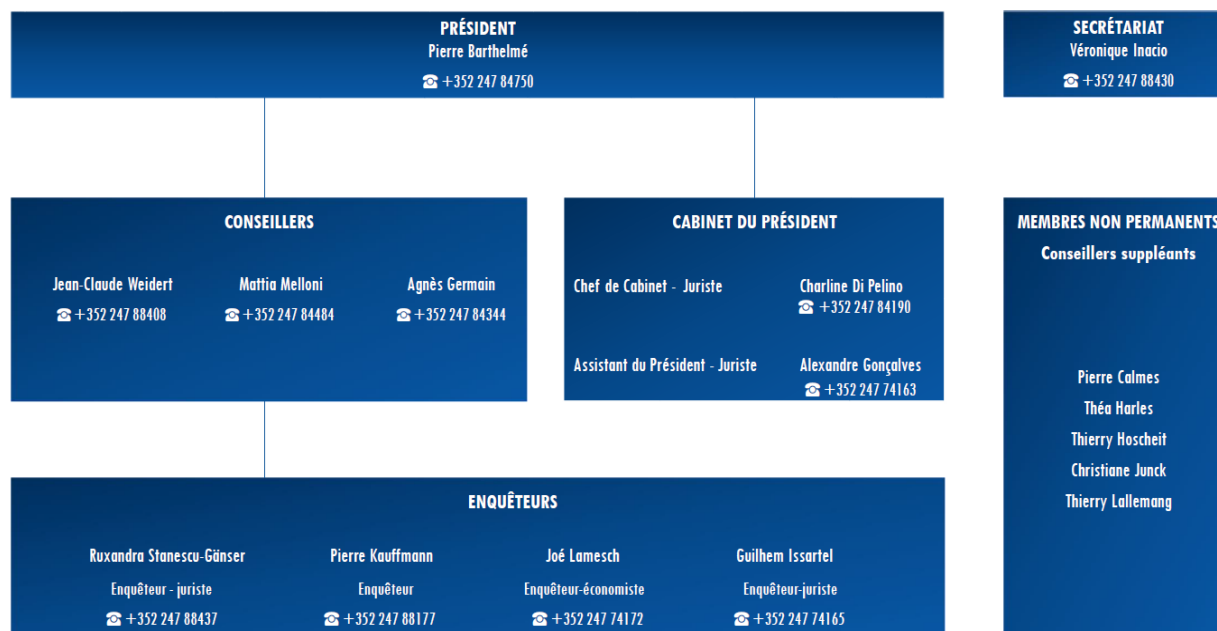 PRÉSIDENT
Pierre Barthelmé
☎ +352 247 84750
SECRÉTARIAT
Véronique Inacio
☎ +352 247 88430
CONSEILLERS
Jean-Claude Weidert
☎ +352 247 88408
Mattia Melloni
☎ +352 247 84484
Agnès Germain
☎ +352 247 84344
CABINET DU PRÉSIDENT
Chef de Cabinet - Juriste
Charline Di Pelino
☎ +352 247 84190
Assistant du Président - Juriste
Alexandre Gonçalves
☎ +352 247 74163
MEMBRES NON PERMANENTS
Conseillers suppléants
Pierre Calmes
Théa Harles
Thierry Hoscheit
Christiane Junck
Thierry Lallemang
ENQUÊTEURS
Ruxandra Stanescu-Gänser
Enquêteur - juriste
☎ +352 247 88437
Pierre Kauffmann
Enquêteur
☎ +352 247 88177
Joé Lamesch
Enquêteur-économiste
☎ +352 247 74172
Guilhem Issartel
Enquêteur-juriste
☎ +352 247 74165